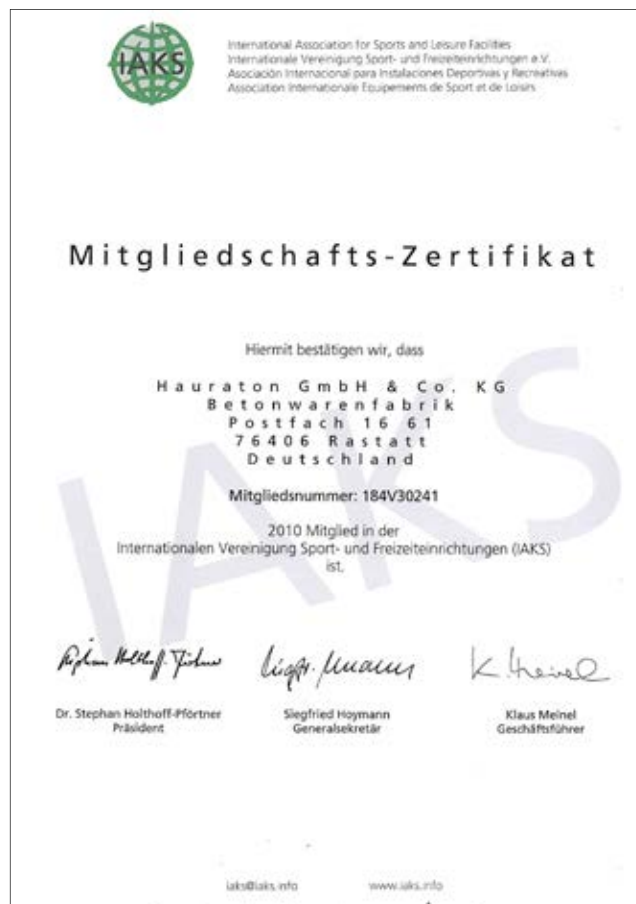 IAKS
International Association for Sports and Leisure Facilities
Internationale Vereinigung Sport- und Freizeiteinrichtungen e.V.
Asociación Internacional para Instalaciones Deportivas y Recreativas
Association Internationale Equipements de Sport et de Loisirs
Mitgliedschafts-Zertifikat
Hiermit bestätigen wir, dass
Hauraton GmbH & Co. KG
Betonwarenfabrik
Postfach 16 61
76406 Rastatt
Deutschland
Mitgliedsnummer: 184V30241
2010 Mitglied in der
Internationalen Vereinigung Sport- und Freizeiteinrichtungen (IAKS)
ist.
IAKS
Dr. Stephan Holthoff-Pförtner
Präsident
Siegfried Hoymann
Generalsekretär
K. Meinel
Klaus Meinel
Geschäftsführer
iaks@iaks.info www.iaks.info